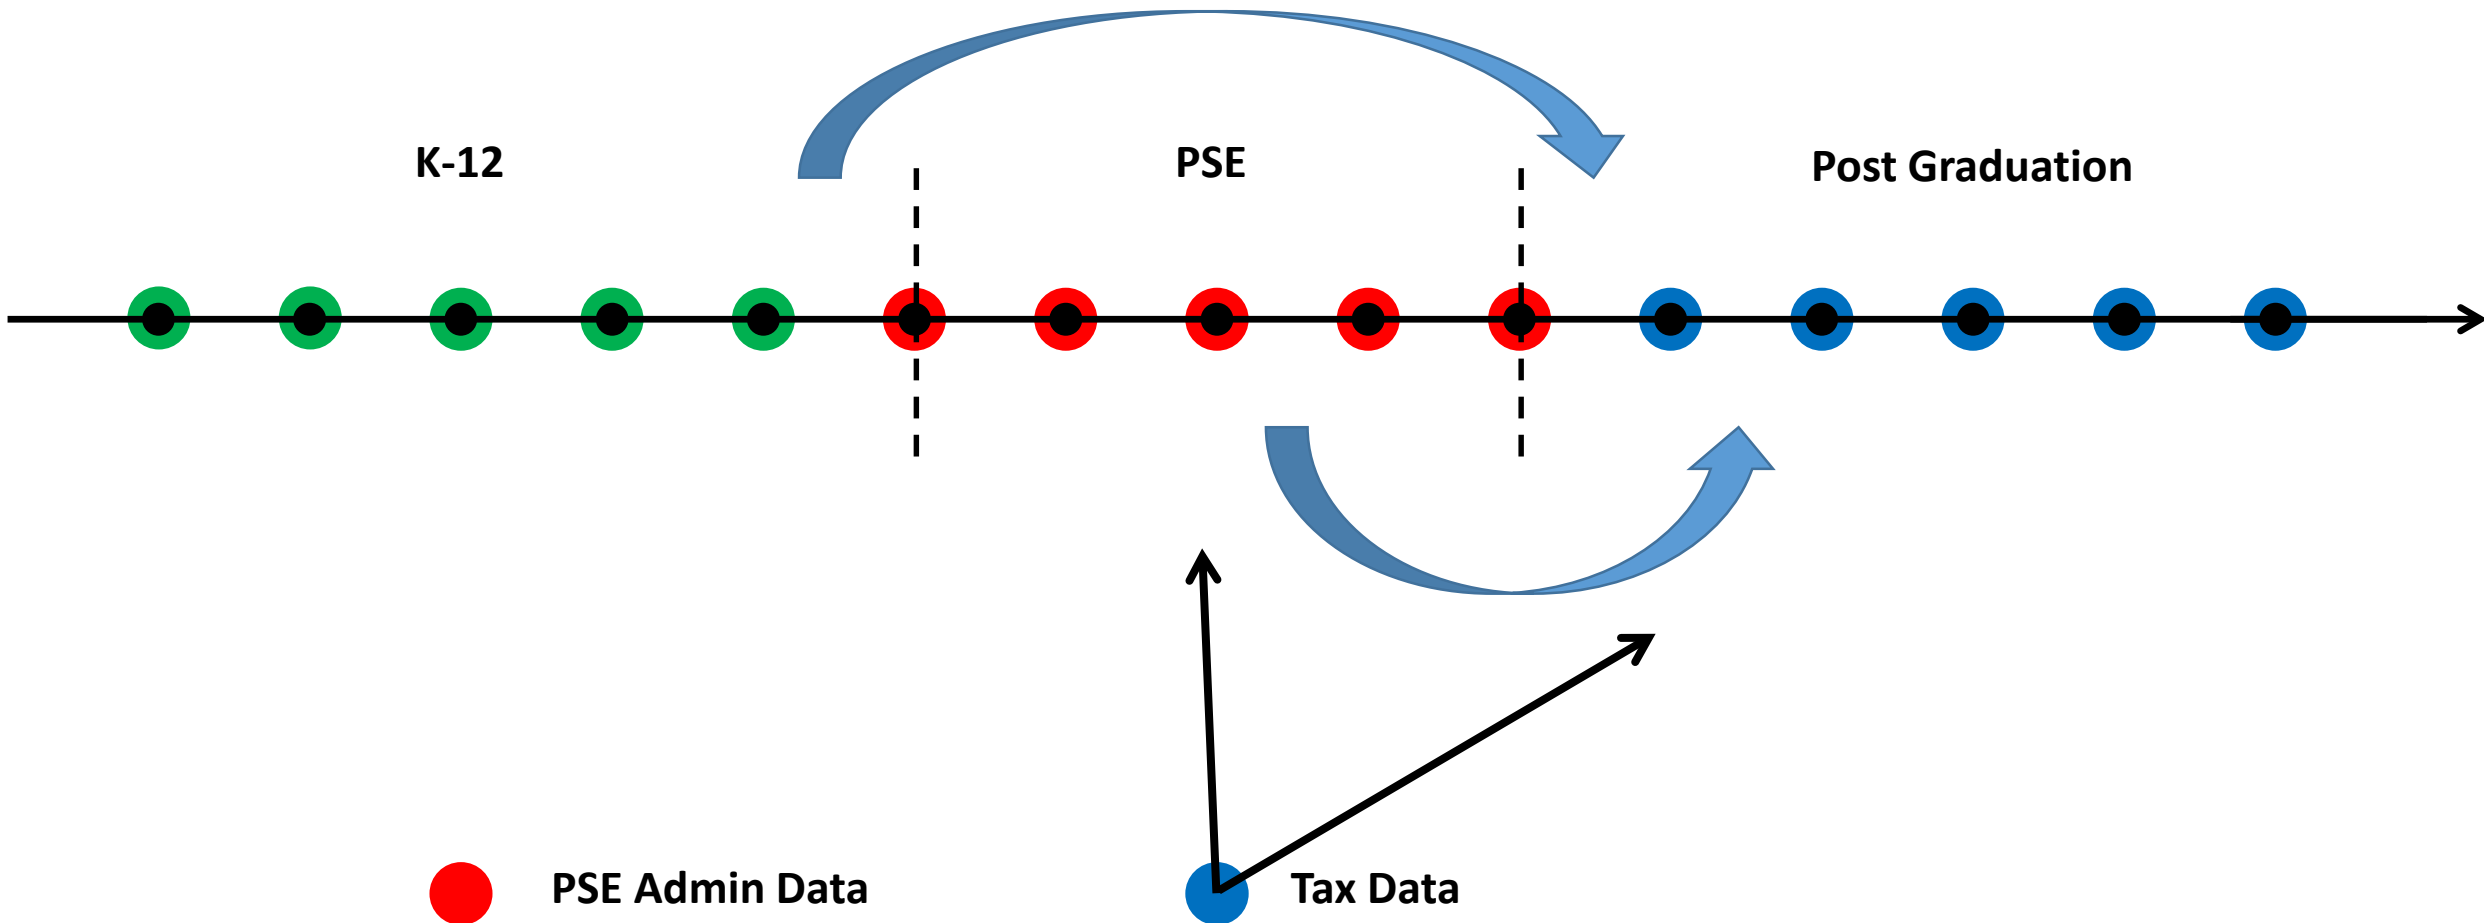 K-12
PSE
Post Graduation
PSE Admin Data
Tax Data